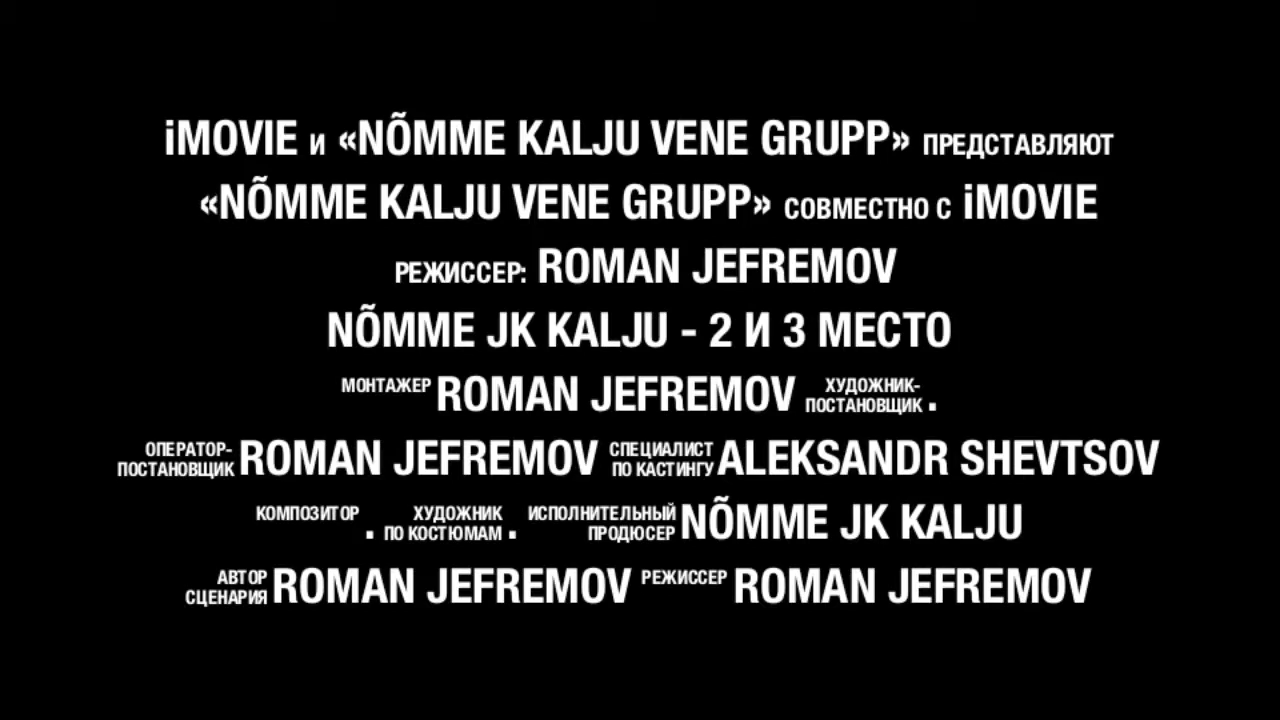 iMOVIE и «NÕMME KALJU VENE GRUPP» ПРЕДСТАВЛЯЮТ
«NÕMME KALJU VENE GRUPP» СОВМЕСТНО С iMOVIE
РЕЖИССЕР: ROMAN JEFREMOV
NÕMME JK KALJU - 2 И 3 МЕСТО
МОНТАЖЕР ROMAN JEFREMOV ХУДОЖНИК-ПОСТАНОВЩИК .
ОПЕРАТОР-ПОСТАНОВЩИК ROMAN JEFREMOV СПЕЦИАЛИСТ ПО КАСТИНГУ ALEKSANDR SHEVTSOV
КОМПОЗИТОР . ХУДОЖНИК ПО КОСТЮМАМ . ИСПОЛНИТЕЛЬНЫЙ ПРОДЮСЕР NÕMME JK KALJU
АВТОР СЦЕНАРИЯ ROMAN JEFREMOV РЕЖИССЕР ROMAN JEFREMOV